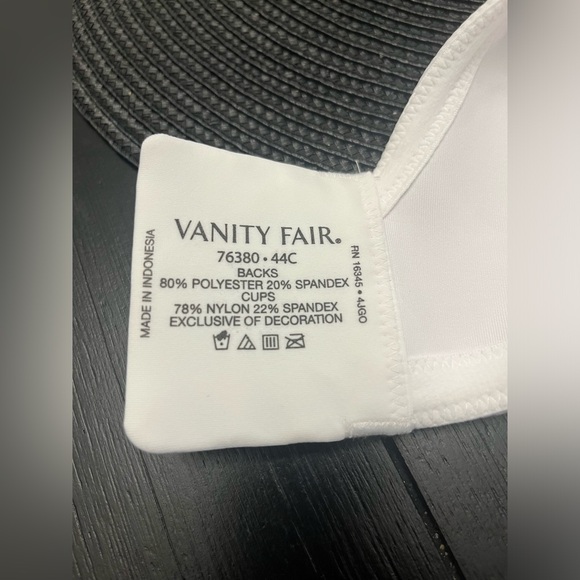 VANITY FAIR®
76380 • 44C
BACKS
80% POLYESTER 20% SPANDEX
CUPS
78% NYLON 22% SPANDEX
EXCLUSIVE OF DECORATION
MADE IN INDONESIA
RN 16345 • 4JGO